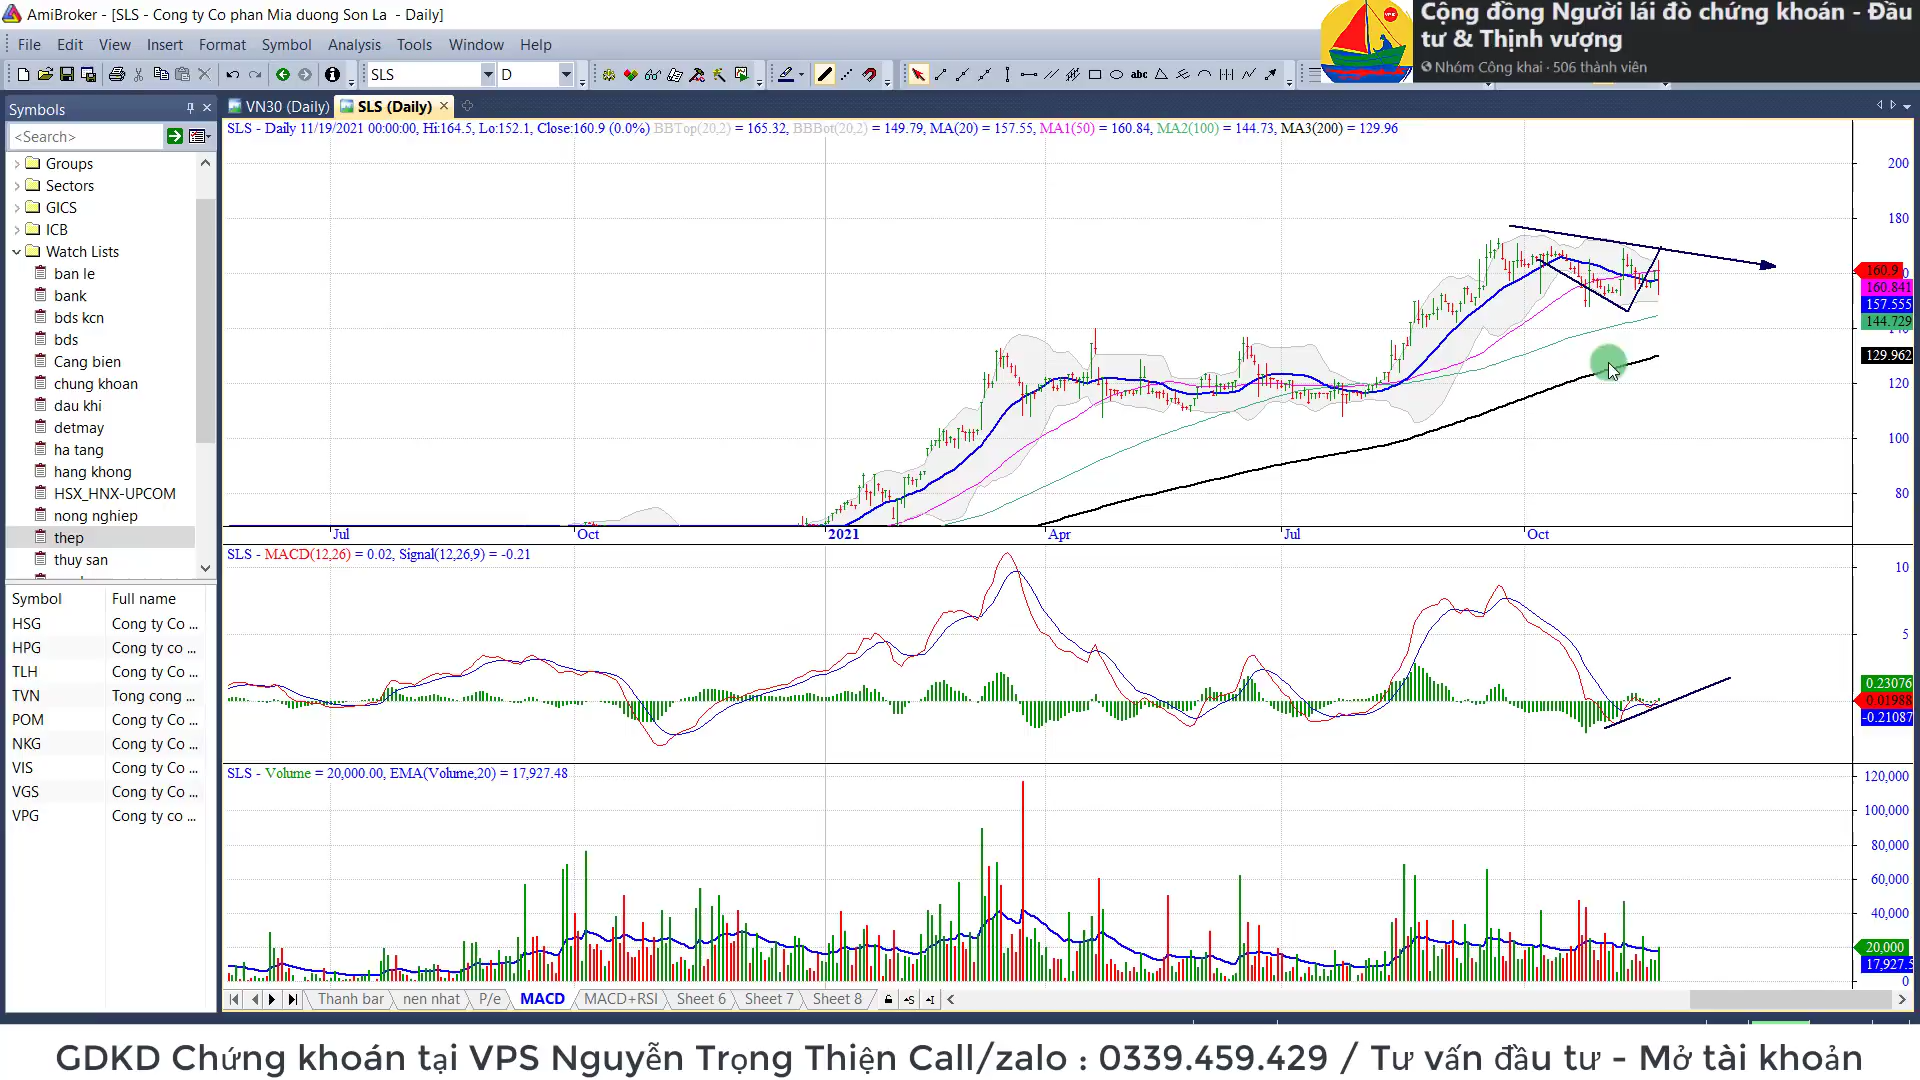 AmiBroker - [SLS - Cong ty Co phan Mia duong Son La  - Daily]
Cộng đồng Người lái đò chứng khoán - Đầu
tư & Thịnh vượng
Nhóm Công khai · 506 thành viên
File Edit View Insert Format Symbol Analysis Tools Window Help
SLS D abc
Symbols
VN30 (Daily) SLS (Daily)
<Search>
SLS - Daily 11/19/2021 00:00:00, Hi:164.5, Lo:152.1, Close:160.9 (0.0%) BBTop(20,2) = 165.32, BBBot(20,2) = 149.79, MA(20) = 157.55, MA1(50) = 160.84, MA2(100) = 144.73, MA3(200) = 129.96
Groups
Sectors
GICS
ICB
Watch Lists
ban le
bank
bds kcn
bds
Cang bien
chung khoan
dau khi
detmay
ha tang
hang khong
HSX_HNX-UPCOM
nong nghiep
thep
thuy san
200
180
160.9
160.841
157.555
144.729
129.962
120
100
80
Jul Oct 2021 Apr Jul Oct
SLS - MACD(12,26) = 0.02, Signal(12,26,9) = -0.21
10
5
0.23076
0.01988
-0.21087
Symbol Full name
HSG Cong ty Co ...
HPG Cong ty co ...
TLH Cong ty Co ...
TVN Tong cong ...
POM Cong ty Co ...
NKG Cong ty Co ...
VIS Cong ty Co ...
VGS Cong ty Co ...
VPG Cong ty co ...
SLS - Volume = 20,000.00, EMA(Volume,20) = 17,927.48
120,000
100,000
80,000
60,000
40,000
20,000
17,927.
0
Thanh bar nen nhat P/e MACD MACD+RSI Sheet 6 Sheet 7 Sheet 8
GDKD Chứng khoán tại VPS Nguyễn Trọng Thiện Call/zalo : 0339.459.429 / Tư vấn đầu tư - Mở tài khoản